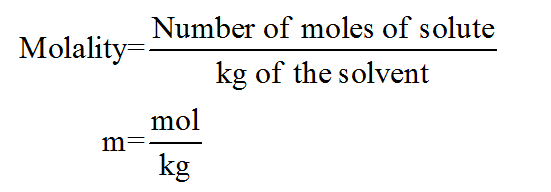 Molality=Number of moles of solute/kg of the solvent
m=mol/kg